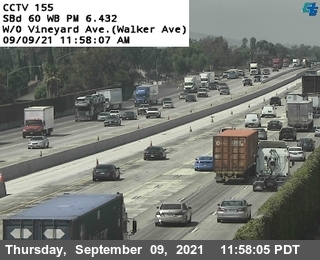 CCTV 155
SBd 60 WB PM 6.432
W/O Vineyard Ave.(Walker Ave)
09/09/21 11:58:07 AM
Thursday, September 09, 2021 11:58:05 PDT